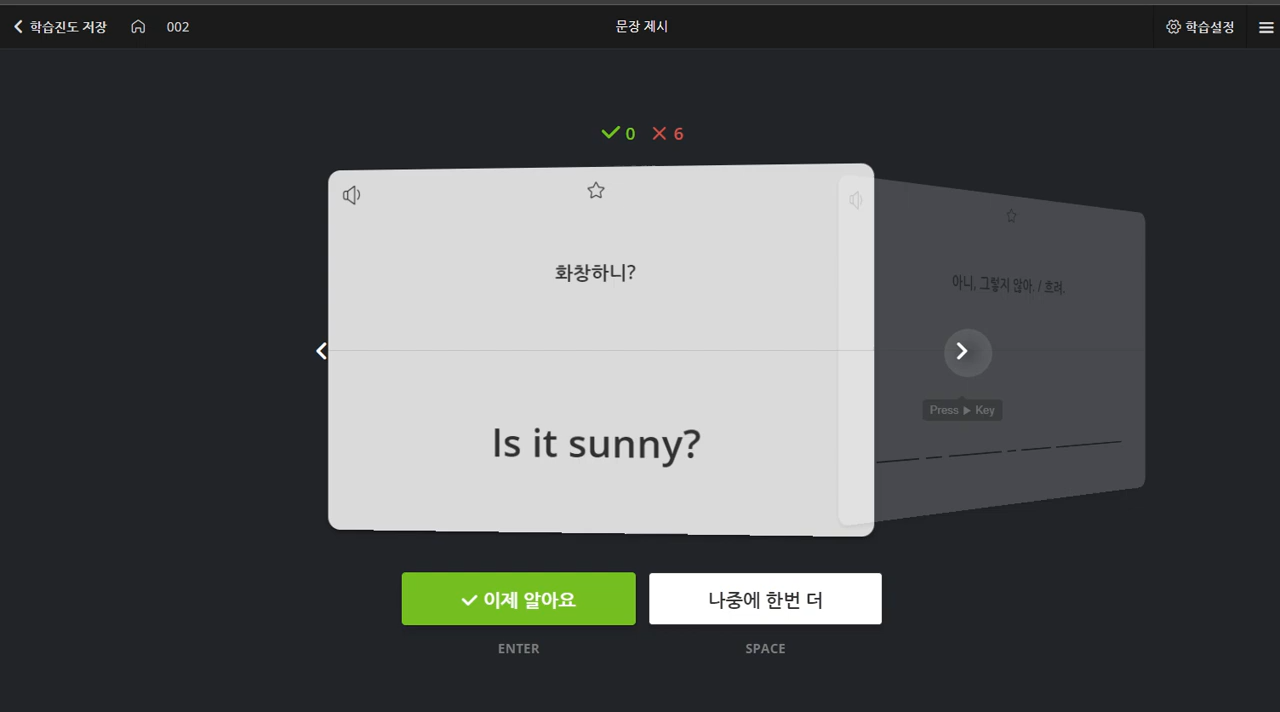 학습진도 저장
002
문장 제시
학습설정
0
6
화창하니?
Is it sunny?
아니, 그렇지 않아. / 흐려.
Press ▶ Key
이제 알아요
나중에 한번 더
ENTER
SPACE